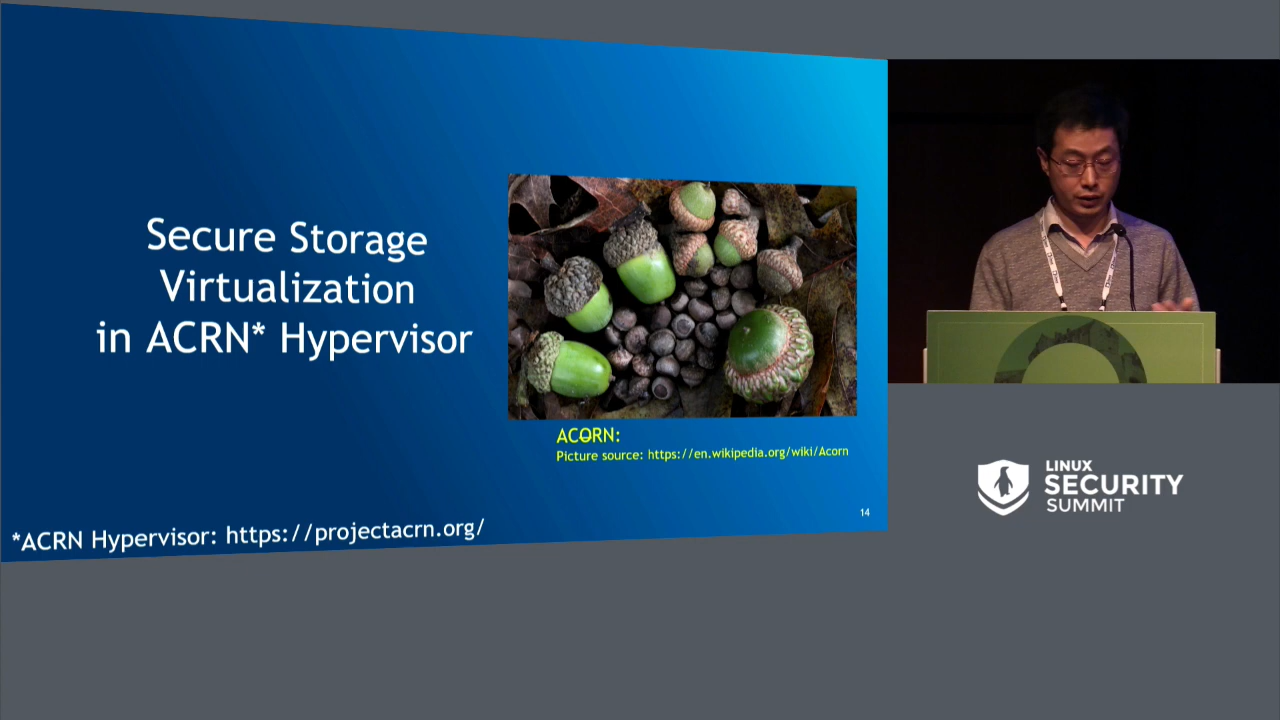 Secure Storage
Virtualization
in ACRN* Hypervisor
ACORN:
Picture source: https://en.wikipedia.org/wiki/Acorn
14
*ACRN Hypervisor: https://projectacrn.org/
LINUX
SECURITY
SUMMIT